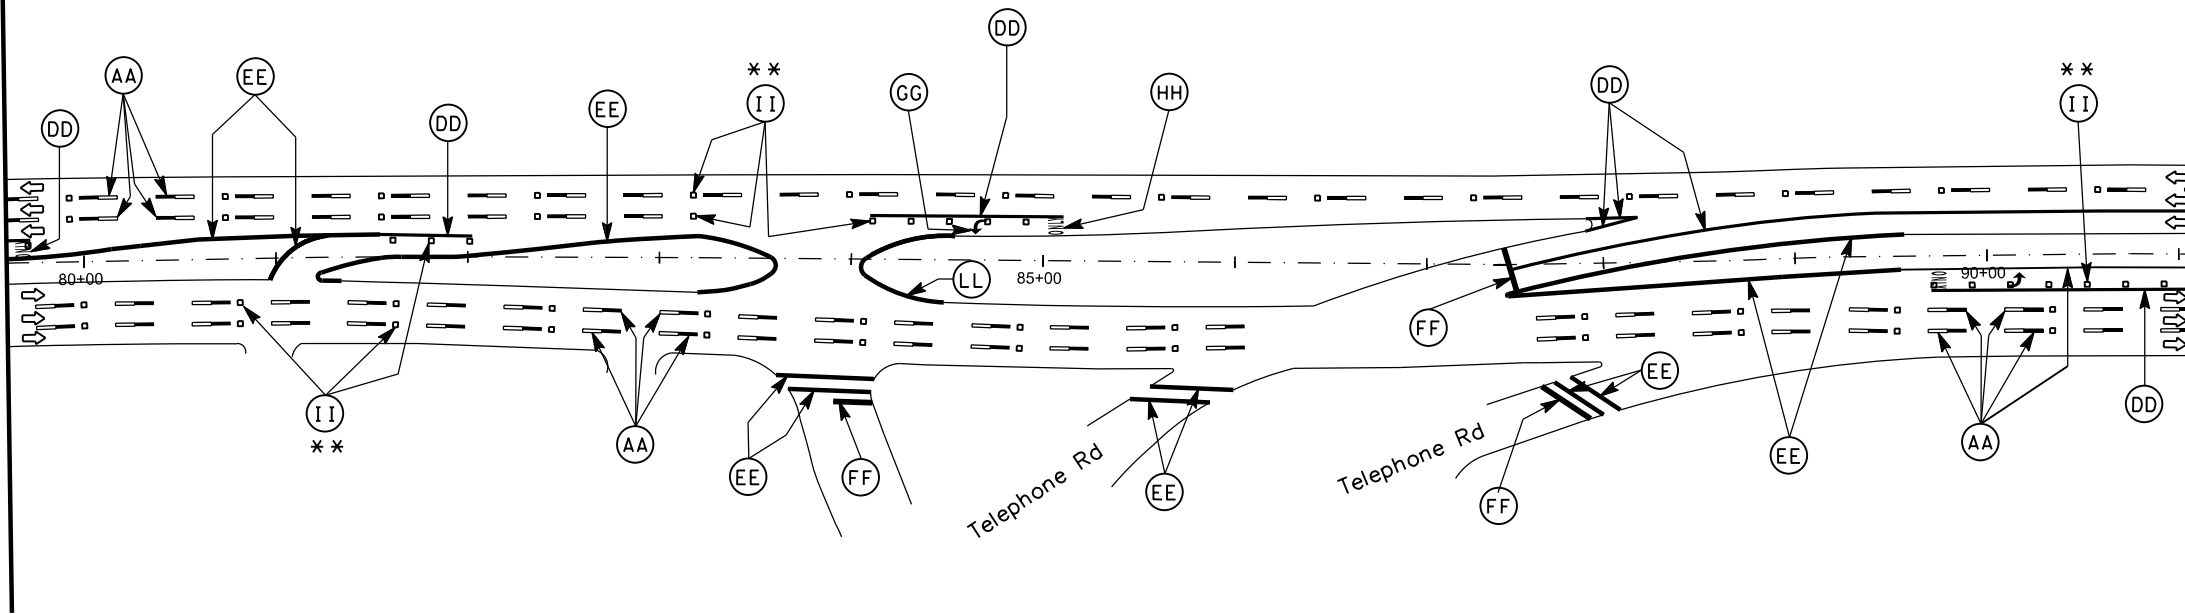 DD
AA
EE
DD
EE
**
II
GG
DD
HH
DD
**
II
80+00
LL
85+00
90+00
II
**
AA
EE
FF
Telephone Rd
EE
FF
Telephone Rd
FF
EE
EE
AA
DD